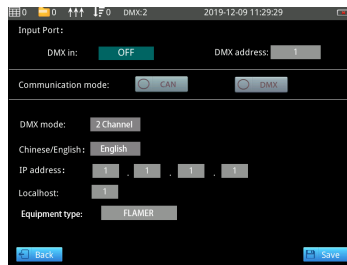 0 0 0 DMX:2 2019-12-09 11:29:29
Input Port:
DMX in: OFF DMX address: 1
Communication mode: CAN DMX
DMX mode: 2 Channel
Chinese/English: English
IP address: 1 . 1 . 1 . 1
Localhost: 1
Equipment type: FLAMER
Back Save